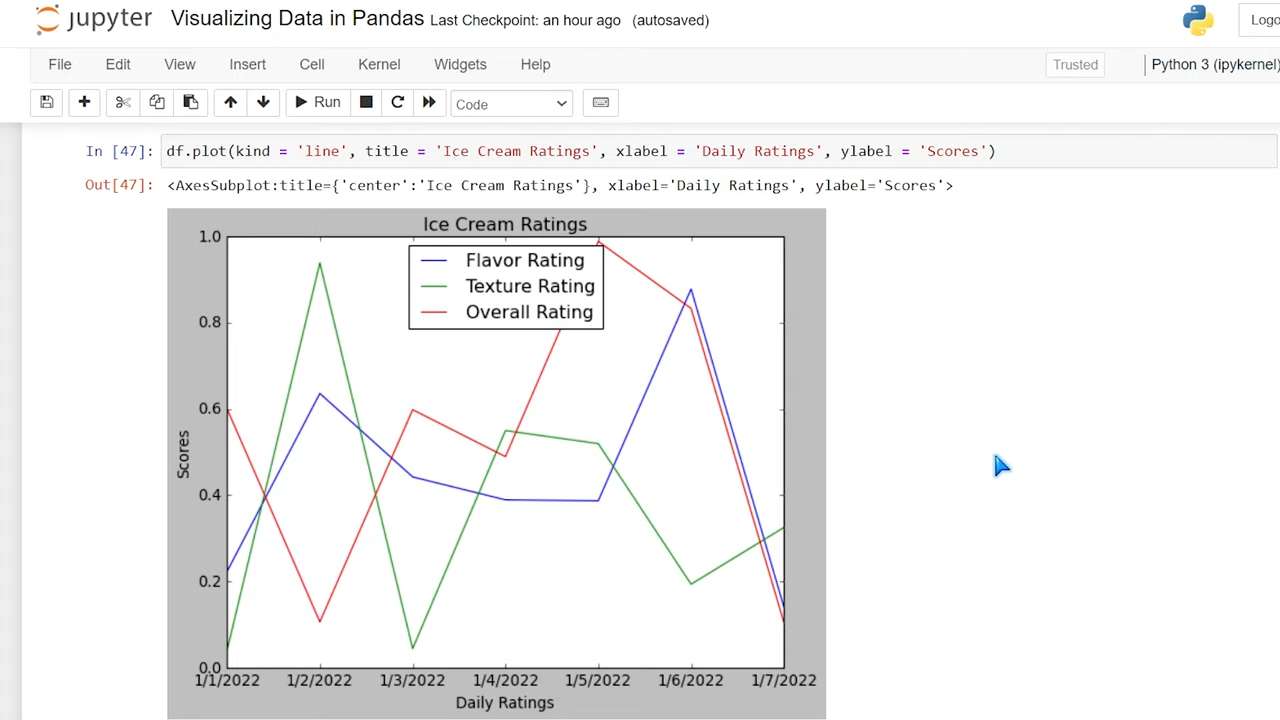 jupyter Visualizing Data in Pandas Last Checkpoint: an hour ago (autosaved)
Logo
File Edit View Insert Cell Kernel Widgets Help Trusted Python 3 (ipykernel)
Run Code
In [47]: df.plot(kind = 'line', title = 'Ice Cream Ratings', xlabel = 'Daily Ratings', ylabel = 'Scores')
Out[47]: <AxesSubplot:title={'center':'Ice Cream Ratings'}, xlabel='Daily Ratings', ylabel='Scores'>
Ice Cream Ratings
1.0
0.8
0.6
0.4
0.2
0.0
Scores
Flavor Rating
Texture Rating
Overall Rating
1/1/2022 1/2/2022 1/3/2022 1/4/2022 1/5/2022 1/6/2022 1/7/2022
Daily Ratings